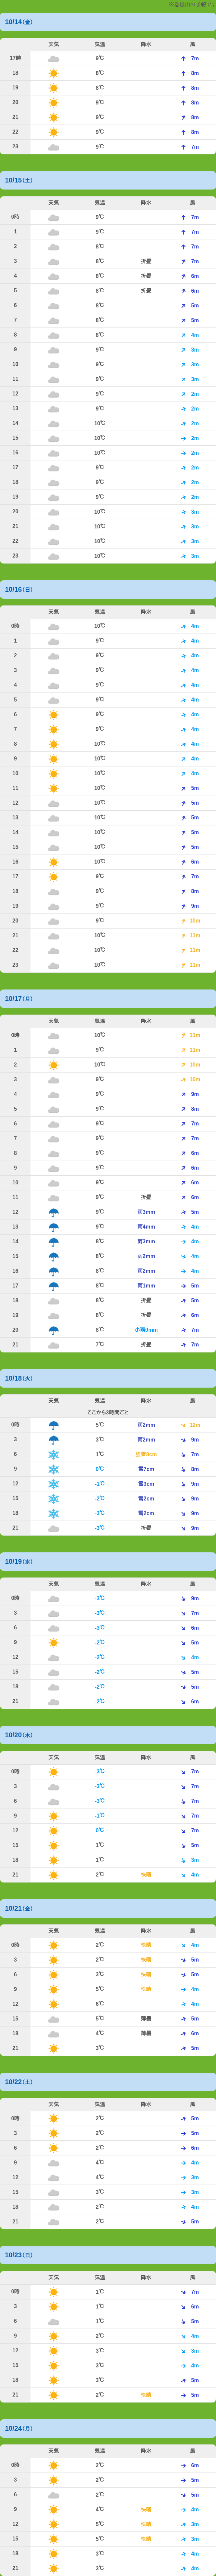 10/14(金)
天気 気温 降水 風
17時 9℃ 7m
18 8℃ 8m
19 8℃ 8m
20 9℃ 8m
21 9℃ 8m
22 9℃ 8m
23 9℃ 7m
10/15(土)
天気 気温 降水 風
0時 7m
1 9℃ 7m
2 8℃ 7m
3 8℃ 折曇 7m
4 8℃ 折曇 6m
5 8℃ 折曇 6m
6 8℃ 5m
7 8℃ 5m
8 8℃ 4m
9 9℃ 3m
10 9℃ 3m
11 9℃ 3m
12 9℃ 2m
13 9℃ 2m
14 10℃ 2m
15 10℃ 2m
16 10℃ 2m
17 9℃ 2m
18 9℃ 2m
19 9℃ 2m
20 10℃ 3m
21 10℃ 3m
22 10℃ 3m
23 10℃ 3m
10/16(日)
天気 気温 降水 風
0時 10℃ 4m
1 9℃ 4m
2 9℃ 4m
3 9℃ 4m
4 9℃ 4m
5 9℃ 4m
6 9℃ 4m
7 9℃ 4m
8 10℃ 4m
9 10℃ 4m
10 10℃ 4m
11 10℃ 5m
12 10℃ 5m
13 10℃ 5m
14 10℃ 5m
15 10℃ 5m
16 10℃ 6m
17 9℃ 7m
18 9℃ 8m
19 9℃ 9m
20 9℃ 10m
21 10℃ 11m
22 10℃ 11m
23 10℃ 11m
10/17(月)
天気 気温 降水 風
0時 10℃ 11m
1 9℃ 11m
2 10℃ 10m
3 9℃ 10m
4 9℃ 9m
5 9℃ 8m
6 9℃ 7m
7 9℃ 7m
8 9℃ 6m
9 9℃ 6m
10 9℃ 6m
11 9℃ 折曇 6m
12 9℃ 雨3mm 5m
13 9℃ 雨4mm 4m
14 8℃ 雨3mm 4m
15 8℃ 雨2mm 4m
16 8℃ 雨2mm 4m
17 8℃ 雨1mm 5m
18 8℃ 折曇 5m
19 8℃ 折曇 6m
20 8℃ 小雨0mm 7m
21 7℃ 折曇 7m
10/18(火)
天気 気温 降水 風
ここから3時間ごと
0時 5℃ 雨2mm 12m
3 3℃ 雨2mm 9m
6 1℃ 強雪8cm 7m
9 0℃ 雪7cm 8m
12 -1℃ 雪3cm 9m
15 -2℃ 雪2cm 9m
18 -3℃ 雪2cm 9m
21 -3℃ 折曇 9m
10/19(水)
天気 気温 降水 風
0時 -3℃ 9m
3 -3℃ 7m
6 -3℃ 6m
9 -2℃ 5m
12 -2℃ 4m
15 -2℃ 5m
18 -2℃ 5m
21 -2℃ 6m
10/20(木)
天気 気温 降水 風
0時 -3℃ 7m
3 -3℃ 7m
6 -3℃ 7m
9 -1℃ 7m
12 0℃ 7m
15 1℃ 5m
18 1℃ 3m
21 2℃ 快晴 4m
10/21(金)
天気 気温 降水 風
0時 2℃ 快晴 4m
3 2℃ 快晴 5m
6 3℃ 快晴 5m
9 5℃ 快晴 4m
12 6℃ 4m
15 5℃ 薄曇 5m
18 4℃ 薄曇 6m
21 3℃ 5m
10/22(土)
天気 気温 降水 風
0時 2℃ 5m
3 2℃ 5m
6 2℃ 6m
9 4℃ 4m
12 4℃ 3m
15 3℃ 3m
18 2℃ 4m
21 2℃ 5m
10/23(日)
天気 気温 降水 風
0時 1℃ 7m
3 1℃ 6m
6 1℃ 5m
9 2℃ 4m
12 3℃ 3m
15 3℃ 4m
18 3℃ 5m
21 2℃ 快晴 5m
10/24(月)
天気 気温 降水 風
0時 2℃ 6m
3 2℃ 5m
6 2℃ 5m
9 4℃ 快晴 4m
12 5℃ 快晴 3m
15 5℃ 快晴 3m
18 3℃ 4m
21 3℃ 4m